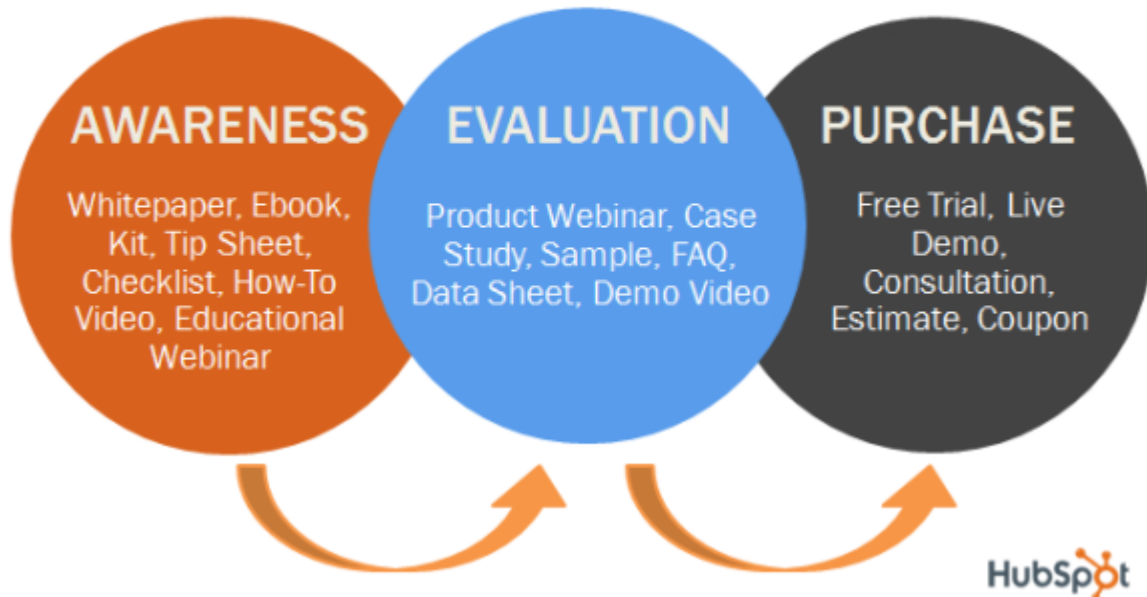 AWARENESS
Whitepaper, Ebook,
Kit, Tip Sheet,
Checklist, How-To
Video, Educational
Webinar
EVALUATION
Product Webinar, Case
Study, Sample, FAQ,
Data Sheet, Demo Video
PURCHASE
Free Trial, Live
Demo,
Consultation,
Estimate, Coupon
HubSpot